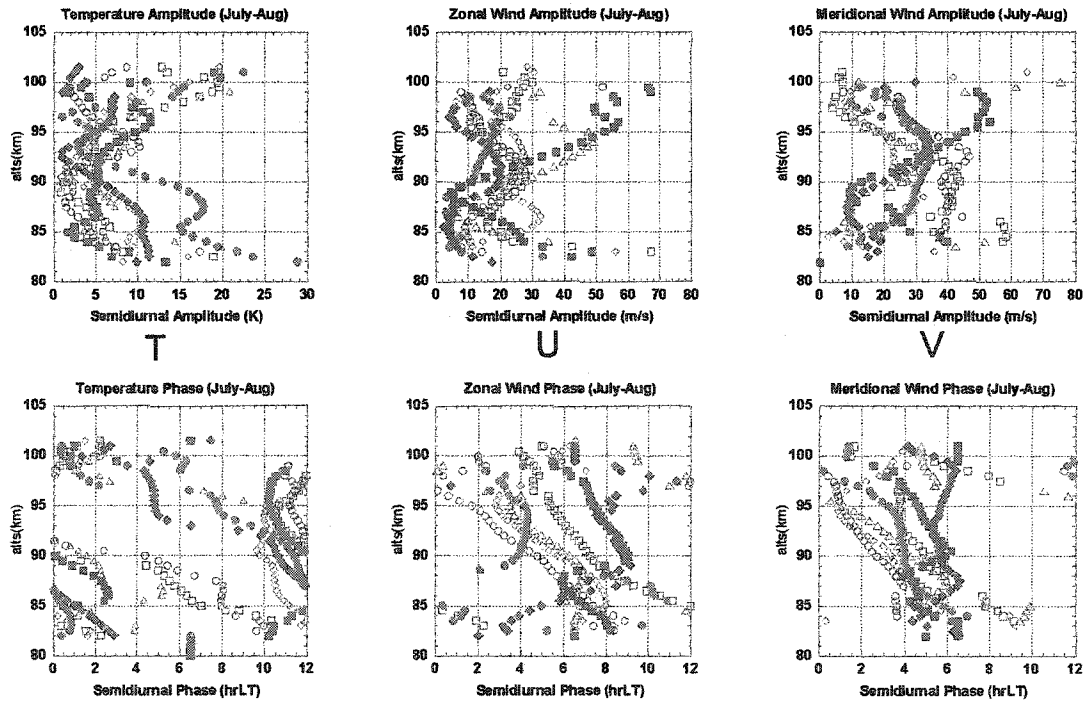 Temperature Amplitude (July-Aug)
105
100
95
90
85
80
alts(km)
0 5 10 15 20 25 30
Semidiurnal Amplitude (K)
T
Zonal Wind Amplitude (July-Aug)
105
100
95
90
85
80
alts(km)
0 10 20 30 40 50 60 70 80
Semidiurnal Amplitude (m/s)
U
Meridional Wind Amplitude (July-Aug)
105
100
95
90
85
80
alts(km)
0 10 20 30 40 50 60 70 80
Semidiurnal Amplitude (m/s)
V
Temperature Phase (July-Aug)
105
100
95
90
85
80
alts(km)
0 2 4 6 8 10 12
Semidiurnal Phase (hrLT)
Zonal Wind Phase (July-Aug)
105
100
95
90
85
80
alts(km)
0 2 4 6 8 10 12
Semidiurnal Phase (hrLT)
Meridional Wind Phase (July-Aug)
105
100
95
90
85
80
alts(km)
0 2 4 6 8 10 12
Semidiurnal Phase (hrLT)